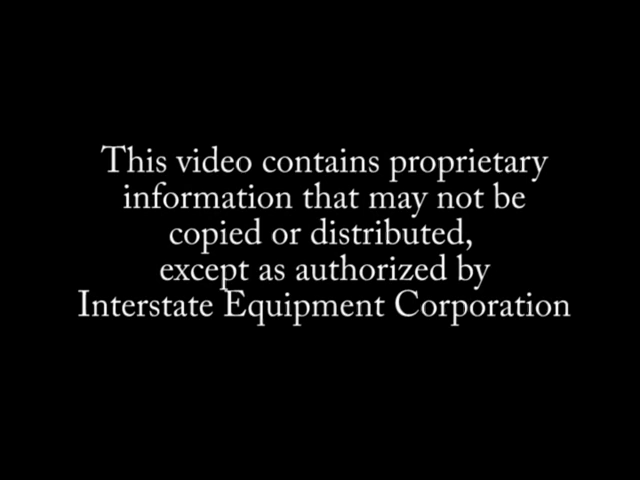 This video contains proprietary
information that may not be
copied or distributed,
except as authorized by
Interstate Equipment Corporation